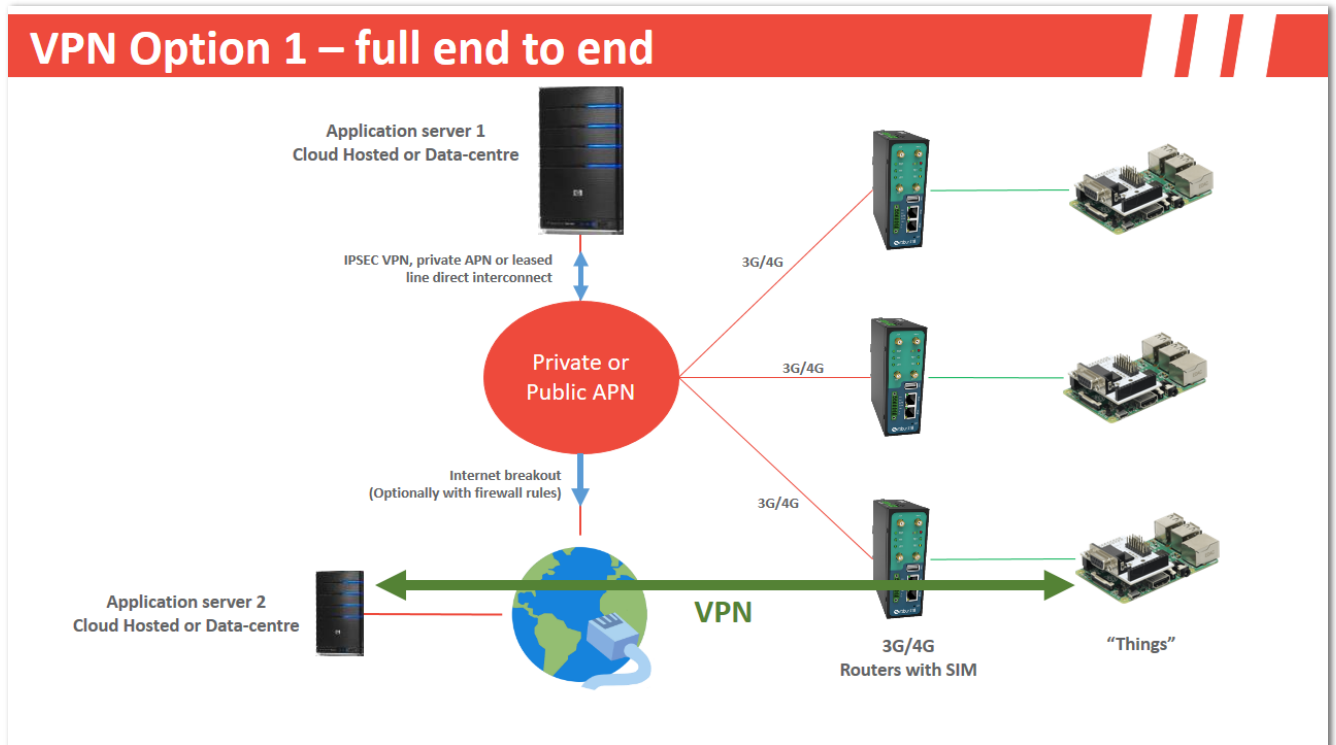 VPN Option 1 – full end to end
Application server 1
Cloud Hosted or Data-centre
IPSEC VPN, private APN or leased
line direct interconnect
3G/4G
Private or
Public APN
3G/4G
Internet breakout
(Optionally with firewall rules)
3G/4G
Application server 2
Cloud Hosted or Data-centre
VPN
3G/4G
Routers with SIM
“Things”